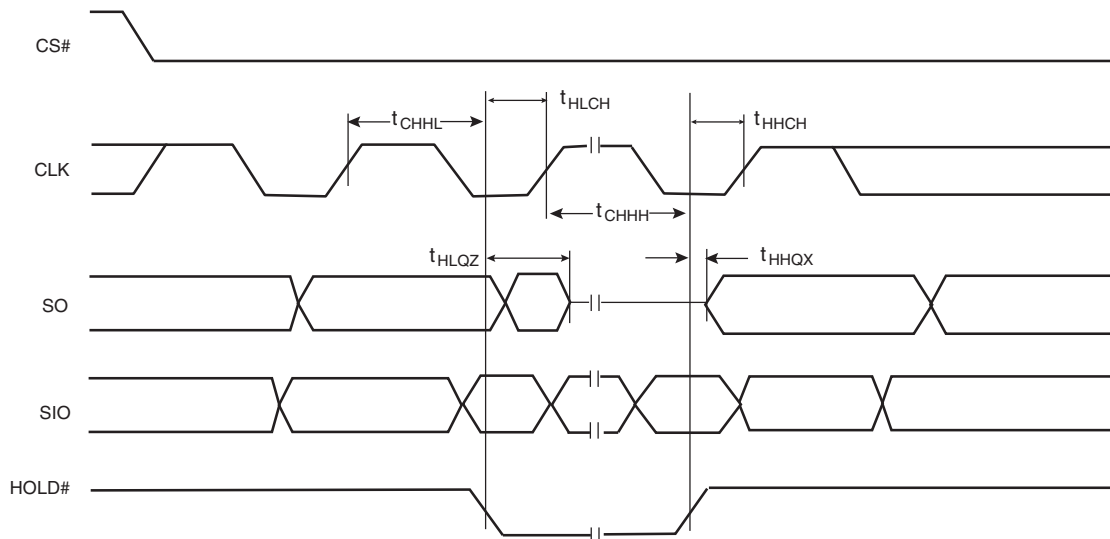 CS#
tHLCH
tCHHL
tHHCH
CLK
tCHHH
tHLQZ
tHHQX
SO
SIO
HOLD#